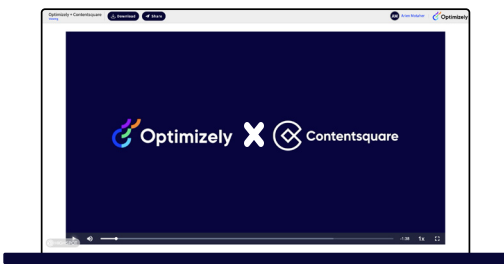 Optimizely + Contentsquare
Download
Share
Optimizely
Optimizely X Contentsquare
-1:38
1x